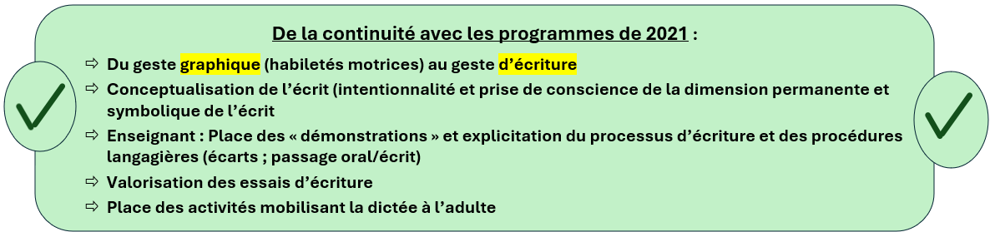 De la continuité avec les programmes de 2021 :
⇨ Du geste graphique (habiletés motrices) au geste d’écriture
⇨ Conceptualisation de l’écrit (intentionnalité et prise de conscience de la dimension permanente et
symbolique de l’écrit
⇨ Enseignant : Place des « démonstrations » et explicitation du processus d’écriture et des procédures
langagières (écarts ; passage oral/écrit)
⇨ Valorisation des essais d’écriture
⇨ Place des activités mobilisant la dictée à l’adulte